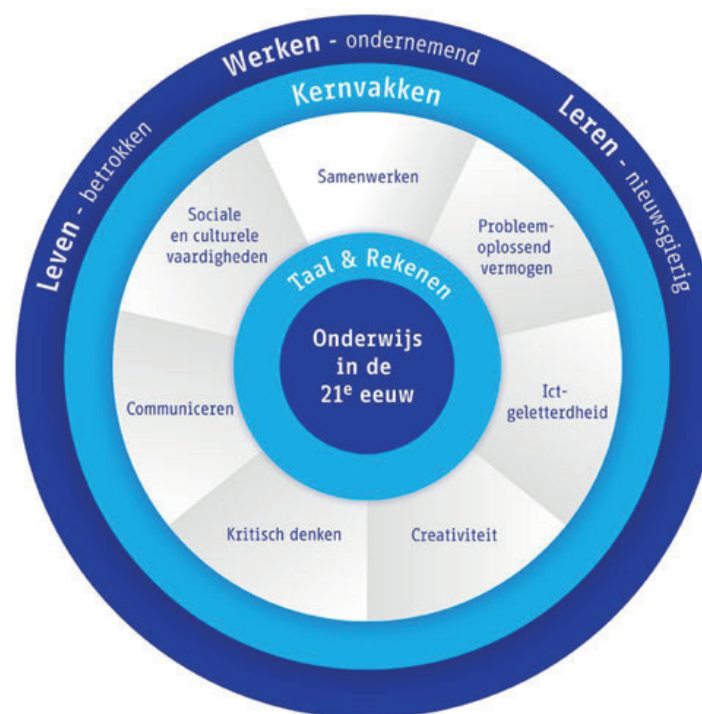 Werken - ondernemend
Leven - betrokken
Leren - nieuwsgierig
Kernvakken
Samenwerken
Sociale
en culturele
vaardigheden
Probleem-
oplossend
vermogen
Taal & Rekenen
Onderwijs
in de
21e eeuw
Communiceren
Ict-
geletterdheid
Kritisch denken
Creativiteit